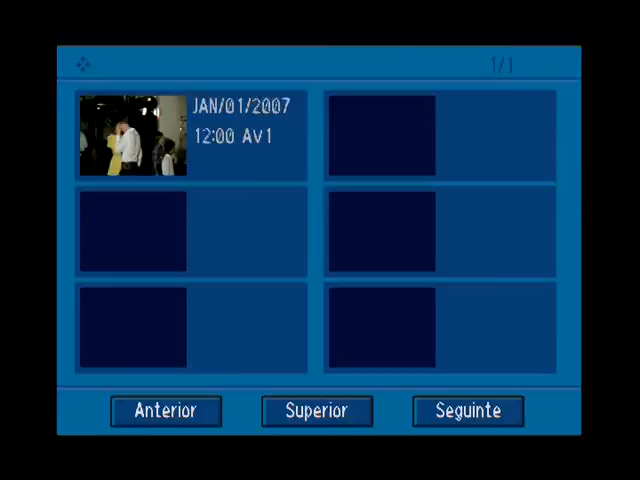 1/1
JAN/01/2007
12:00 AV1
Anterior
Superior
Seguinte